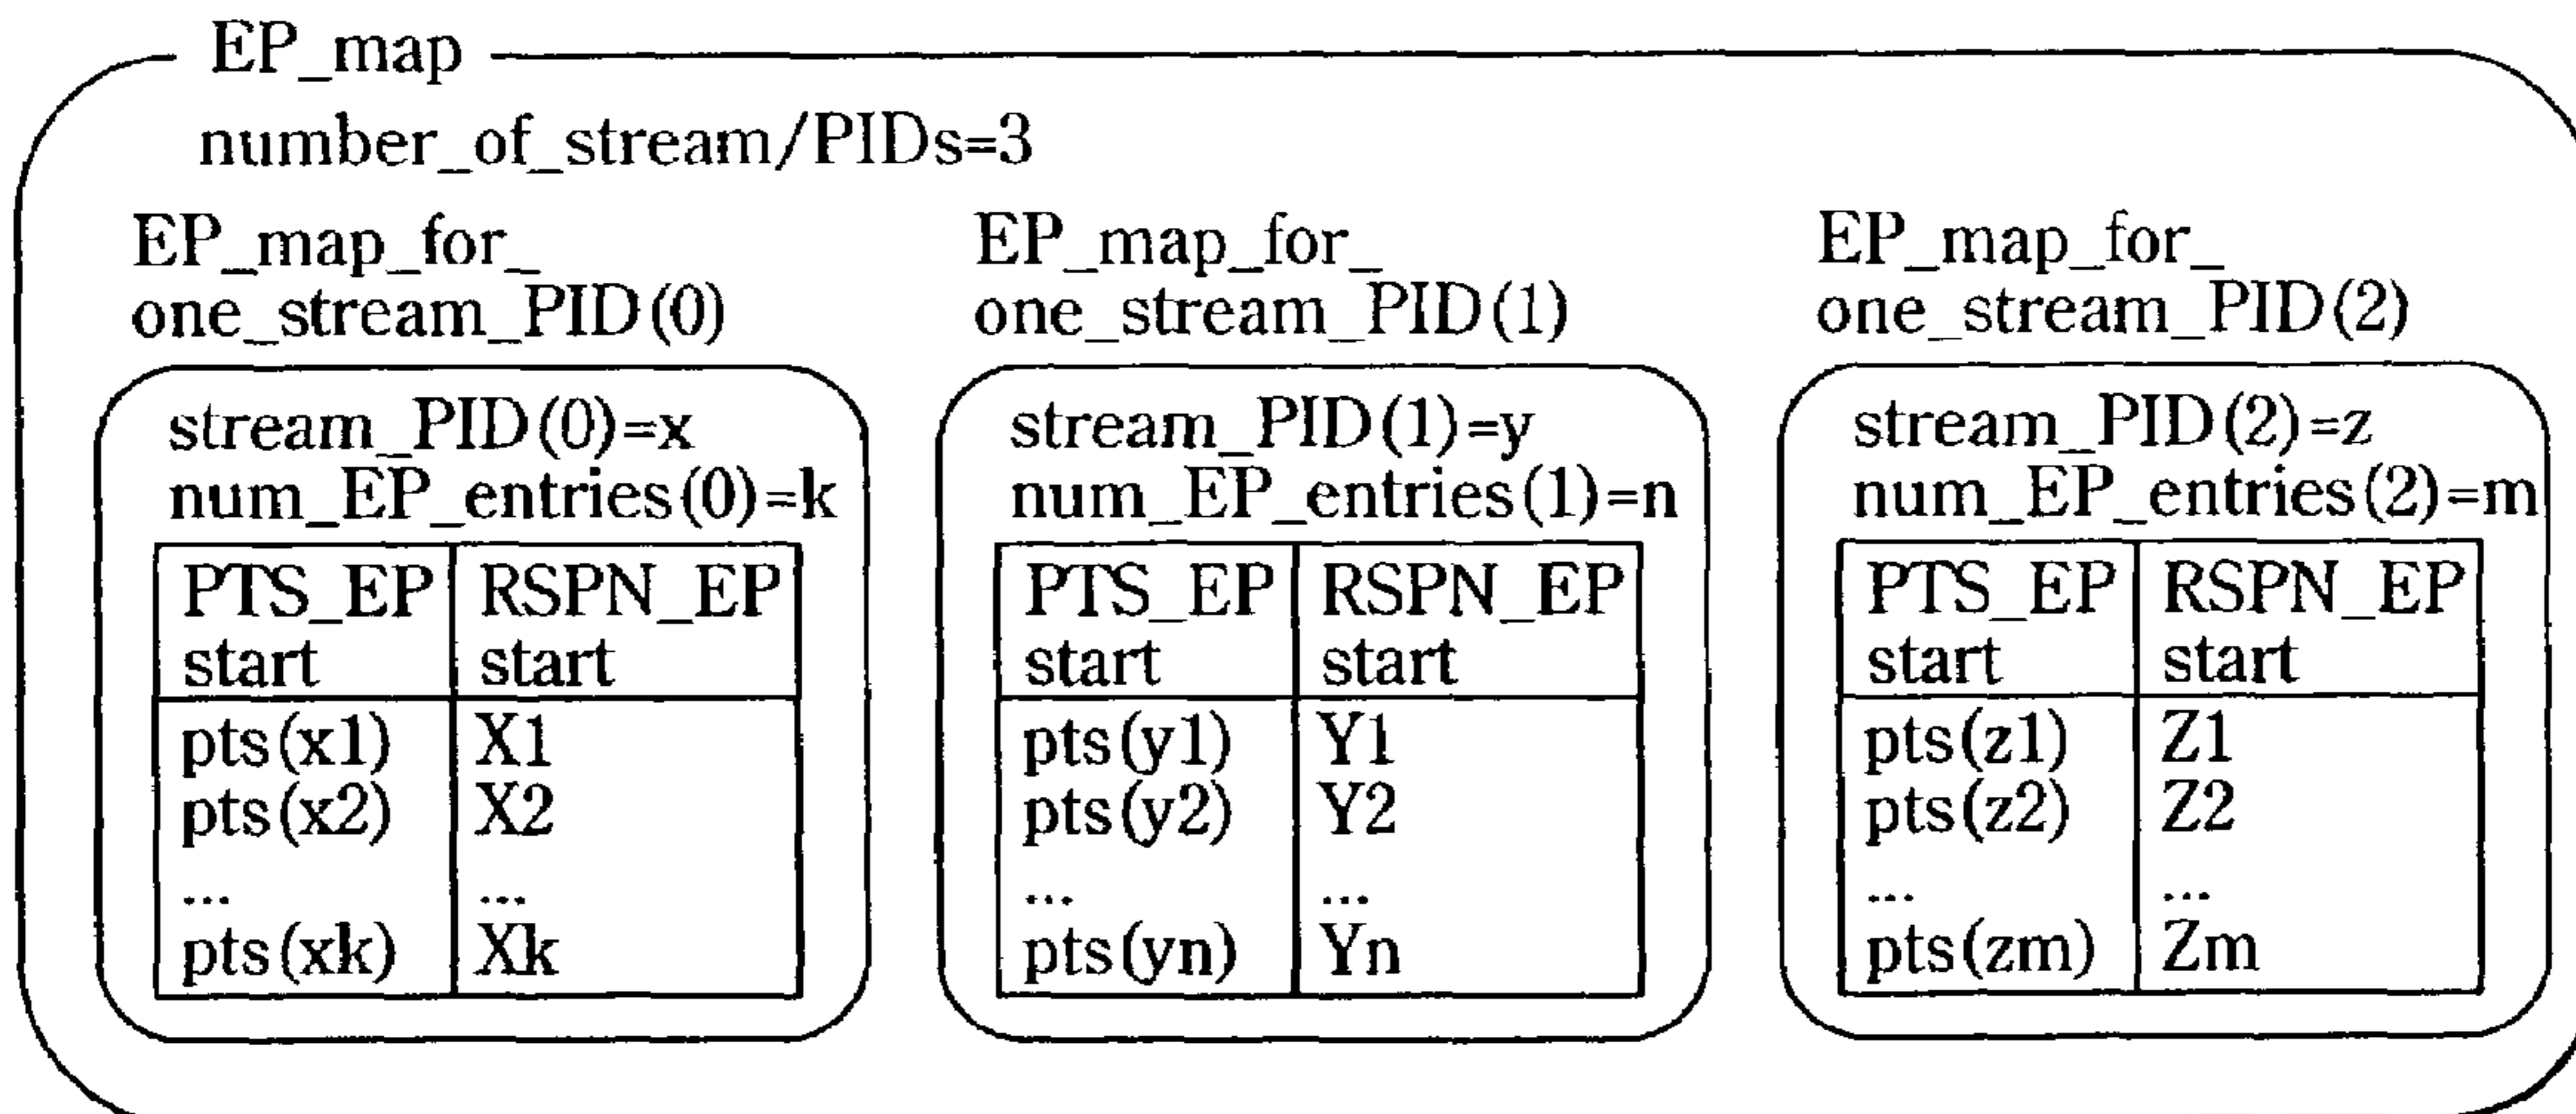 EP_map
number_of_stream/PIDs=3
EP_map_for_
one_stream_PID(0)
stream_PID(0)=x
num_EP_entries(0)=k
PTS_EP RSPN_EP
start start
pts(x1) X1
pts(x2) X2
... ...
pts(xk) Xk
EP_map_for_
one_stream_PID(1)
stream_PID(1)=y
num_EP_entries(1)=n
PTS_EP RSPN_EP
start start
pts(y1) Y1
pts(y2) Y2
... ...
pts(yn) Yn
EP_map_for_
one_stream_PID(2)
stream_PID(2)=z
num_EP_entries(2)=m
PTS_EP RSPN_EP
start start
pts(z1) Z1
pts(z2) Z2
... ...
pts(zm) Zm